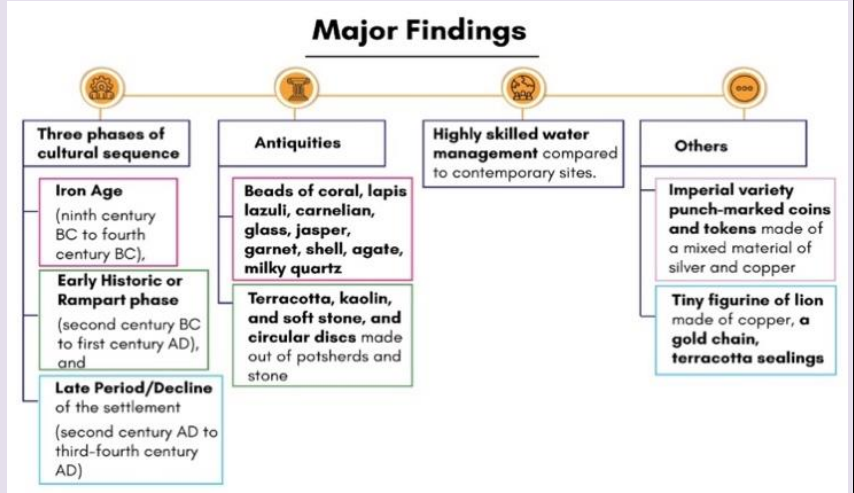 Major Findings
Three phases of
cultural sequence
Iron Age
(ninth century
BC to fourth
century BC),
Early Historic or
Rampart phase
(second century BC
to first century AD),
and
Late Period/Decline
of the settlement
(second century AD to
third-fourth century
AD)
Antiquities
Beads of coral, lapis
lazuli, carnelian,
glass, jasper,
garnet, shell, agate,
milky quartz
Terracotta, kaolin,
and soft stone, and
circular discs made
out of potsherds and
stone
Highly skilled water
management compared
to contemporary sites.
Others
Imperial variety
punch-marked coins
and tokens made of
a mixed material of
silver and copper
Tiny figurine of lion
made of copper, a
gold chain,
terracotta sealings